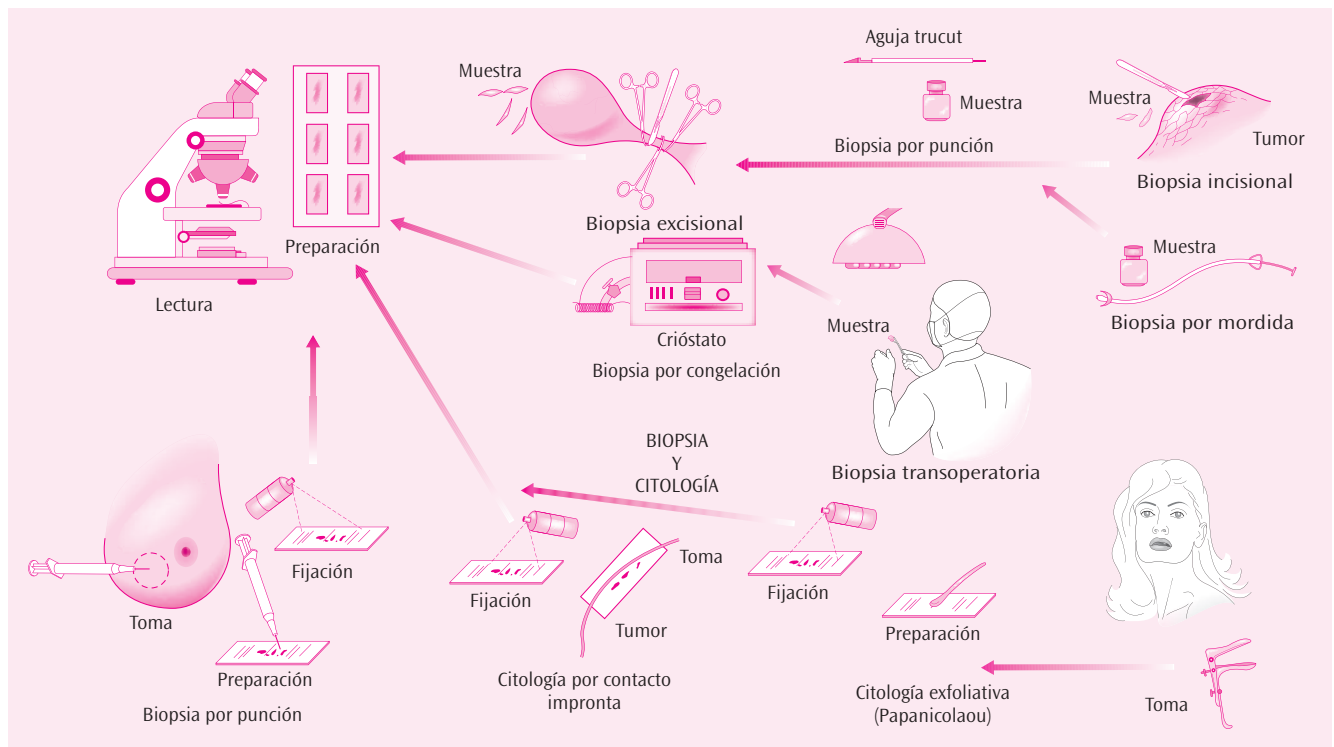 Aguja trucut
Muestra
Muestra
Muestra
Biopsia por punción
Tumor
Biopsia incisional
Biopsia excisional
Preparación
Lectura
Muestra
Biopsia por mordida
Muestra
Crióstato
Biopsia por congelación
BIOPSIA
Y
CITOLOGÍA
Biopsia transoperatoria
Fijación
Toma
Preparación
Biopsia por punción
Fijación
Toma
Tumor
Citología por contacto
impronta
Fijación
Preparación
Citología exfoliativa
(Papanicolaou)
Toma